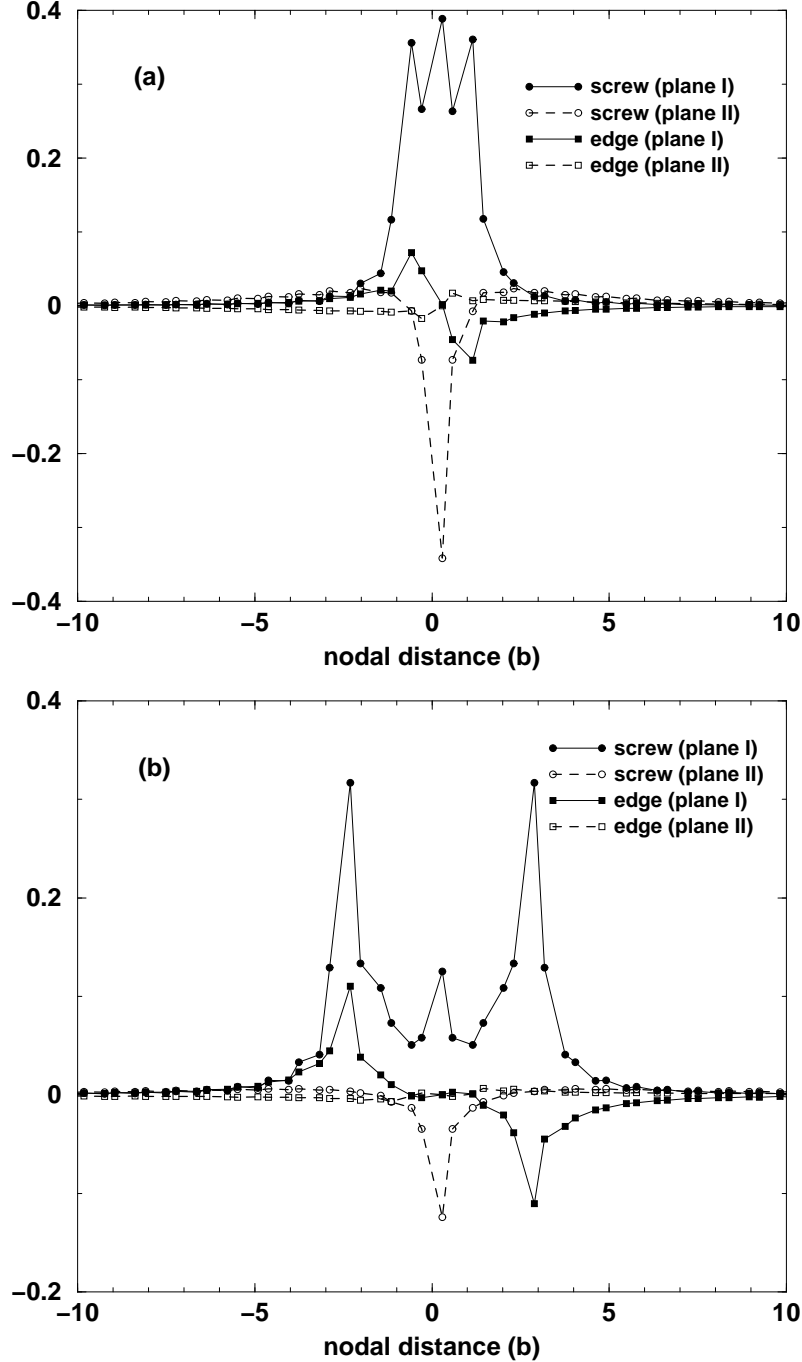 0.4
(a)
screw (plane I)
screw (plane II)
edge (plane I)
edge (plane II)
0.2
0
−0.2
−0.4
−10
−5
0
5
10
nodal distance (b)
0.4
(b)
screw (plane I)
screw (plane II)
edge (plane I)
edge (plane II)
0.2
0
−0.2
−10
−5
0
5
10
nodal distance (b)